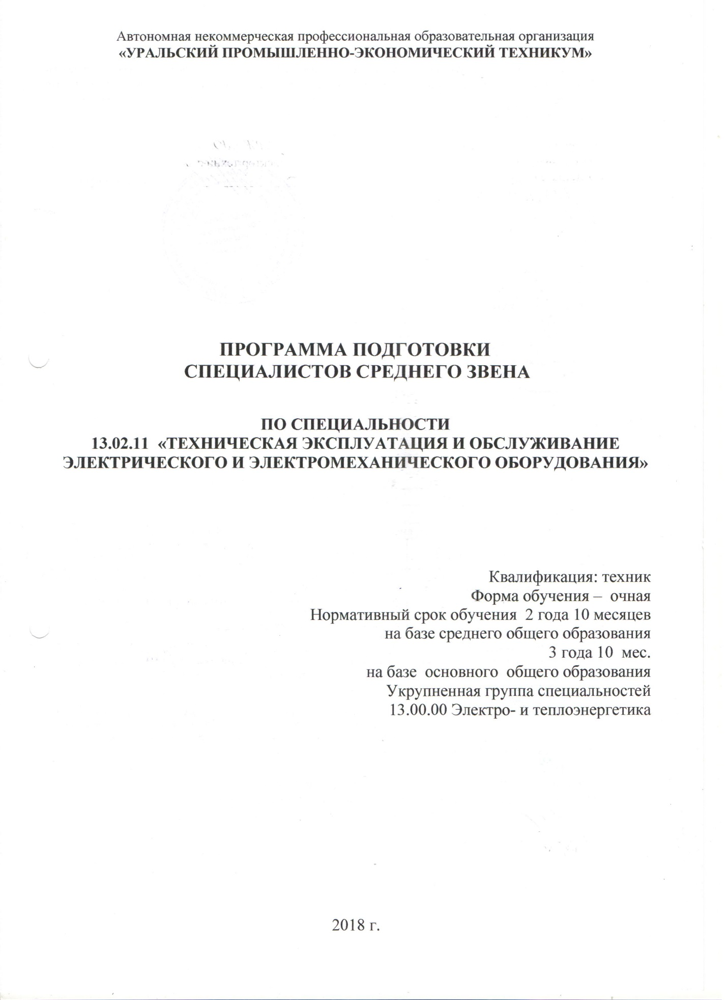 Автономная некоммерческая профессиональная образовательная организация
«УРАЛЬСКИЙ ПРОМЫШЛЕННО-ЭКОНОМИЧЕСКИЙ ТЕХНИКУМ»
ПРОГРАММА ПОДГОТОВКИ
СПЕЦИАЛИСТОВ СРЕДНЕГО ЗВЕНА
ПО СПЕЦИАЛЬНОСТИ
13.02.11 «ТЕХНИЧЕСКАЯ ЭКСПЛУАТАЦИЯ И ОБСЛУЖИВАНИЕ
ЭЛЕКТРИЧЕСКОГО И ЭЛЕКТРОМЕХАНИЧЕСКОГО ОБОРУДОВАНИЯ»
Квалификация: техник
Форма обучения – очная
Нормативный срок обучения 2 года 10 месяцев
на базе среднего общего образования
3 года 10 мес.
на базе основного общего образования
Укрупненная группа специальностей
13.00.00 Электро- и теплоэнергетика
2018 г.